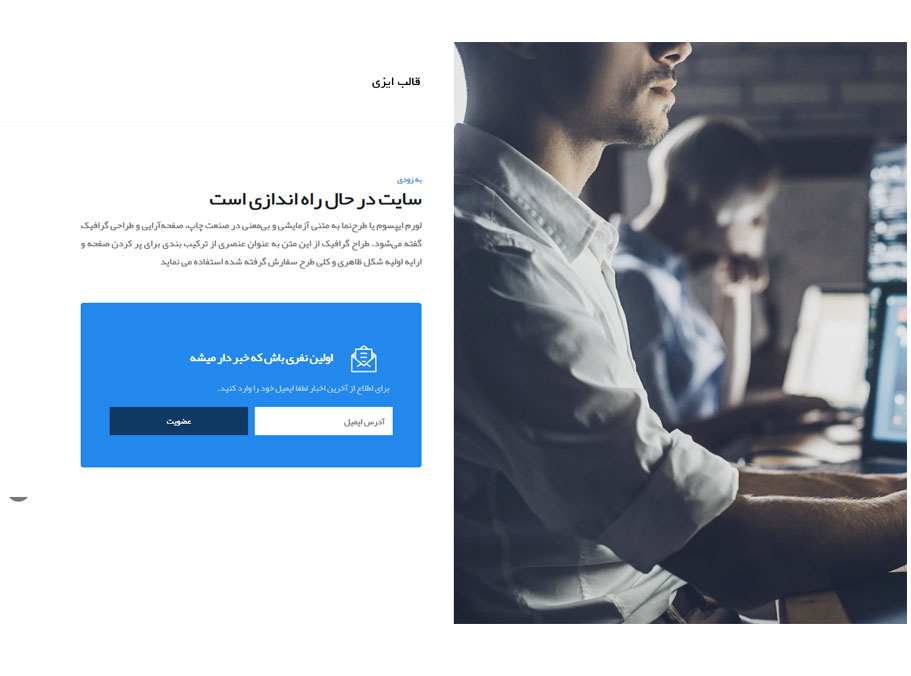 قالب ایزی
به زودی
سایت در حال راه اندازی است
لورم ایپسوم یا طرح‌نما به متنی آزمایشی و بی‌معنی در صنعت چاپ، صفحه‌آرایی و طراحی گرافیک
گفته می‌شود. طراح گرافیک از این متن به عنوان عنصری از ترکیب بندی برای پر کردن صفحه و
ارایه اولیه شکل ظاهری و کلی طرح سفارش گرفته شده استفاده می نماید
اولین نفری باش که خبر دار میشه
برای اطلاع از آخرین اخبار لطفا ایمیل خود را وارد کنید.
آدرس ایمیل
عضویت